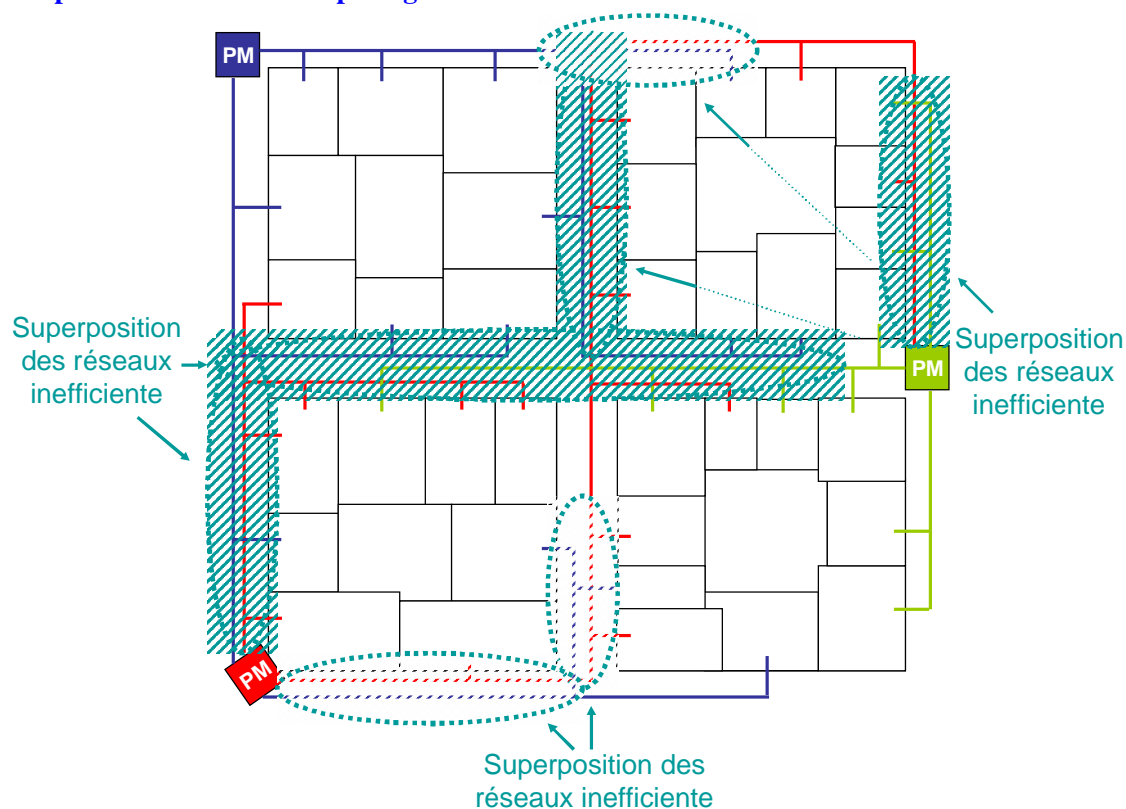 PM
Superposition
des réseaux
inefficiente
Superposition
des réseaux
inefficiente
PM
PM
Superposition des
réseaux inefficiente